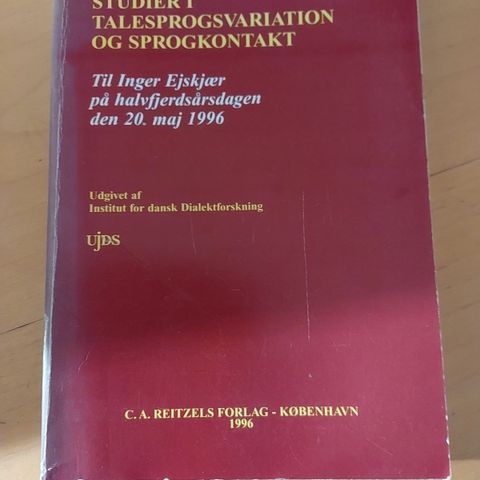 STUDIER I
TALESPROGSVARIATION
OG SPROGKONTAKT
Til Inger Ejskjær
på halvfjerdsårsdagen
den 20. maj 1996
Udgivet af
Institut for dansk Dialektforskning
UJDS
C. A. REITZELS FORLAG - KØBENHAVN
1996